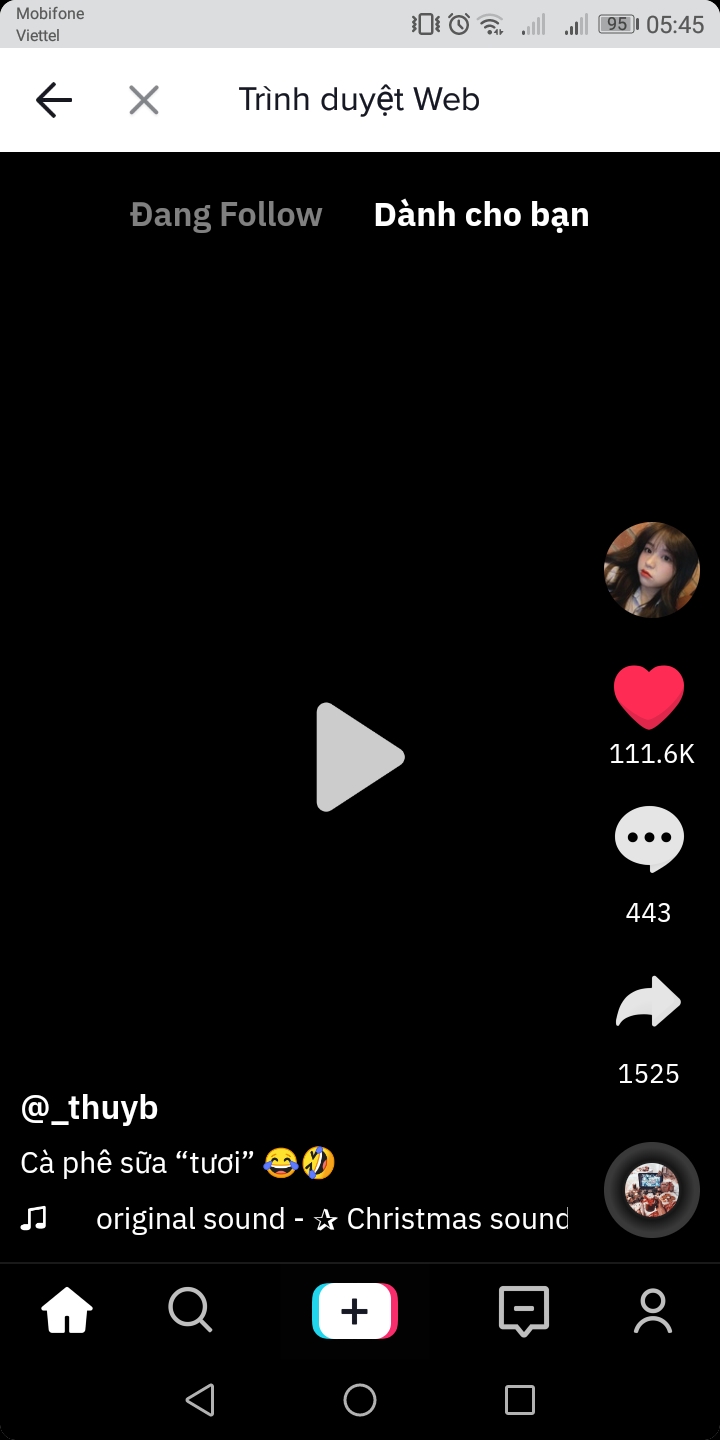 Mobifone
Viettel
95 05:45
Trình duyệt Web
Đang Follow Dành cho bạn
111.6K
443
1525
@_thuyb
Cà phê sữa “tươi” 😂🤣
original sound - ✰ Christmas sound